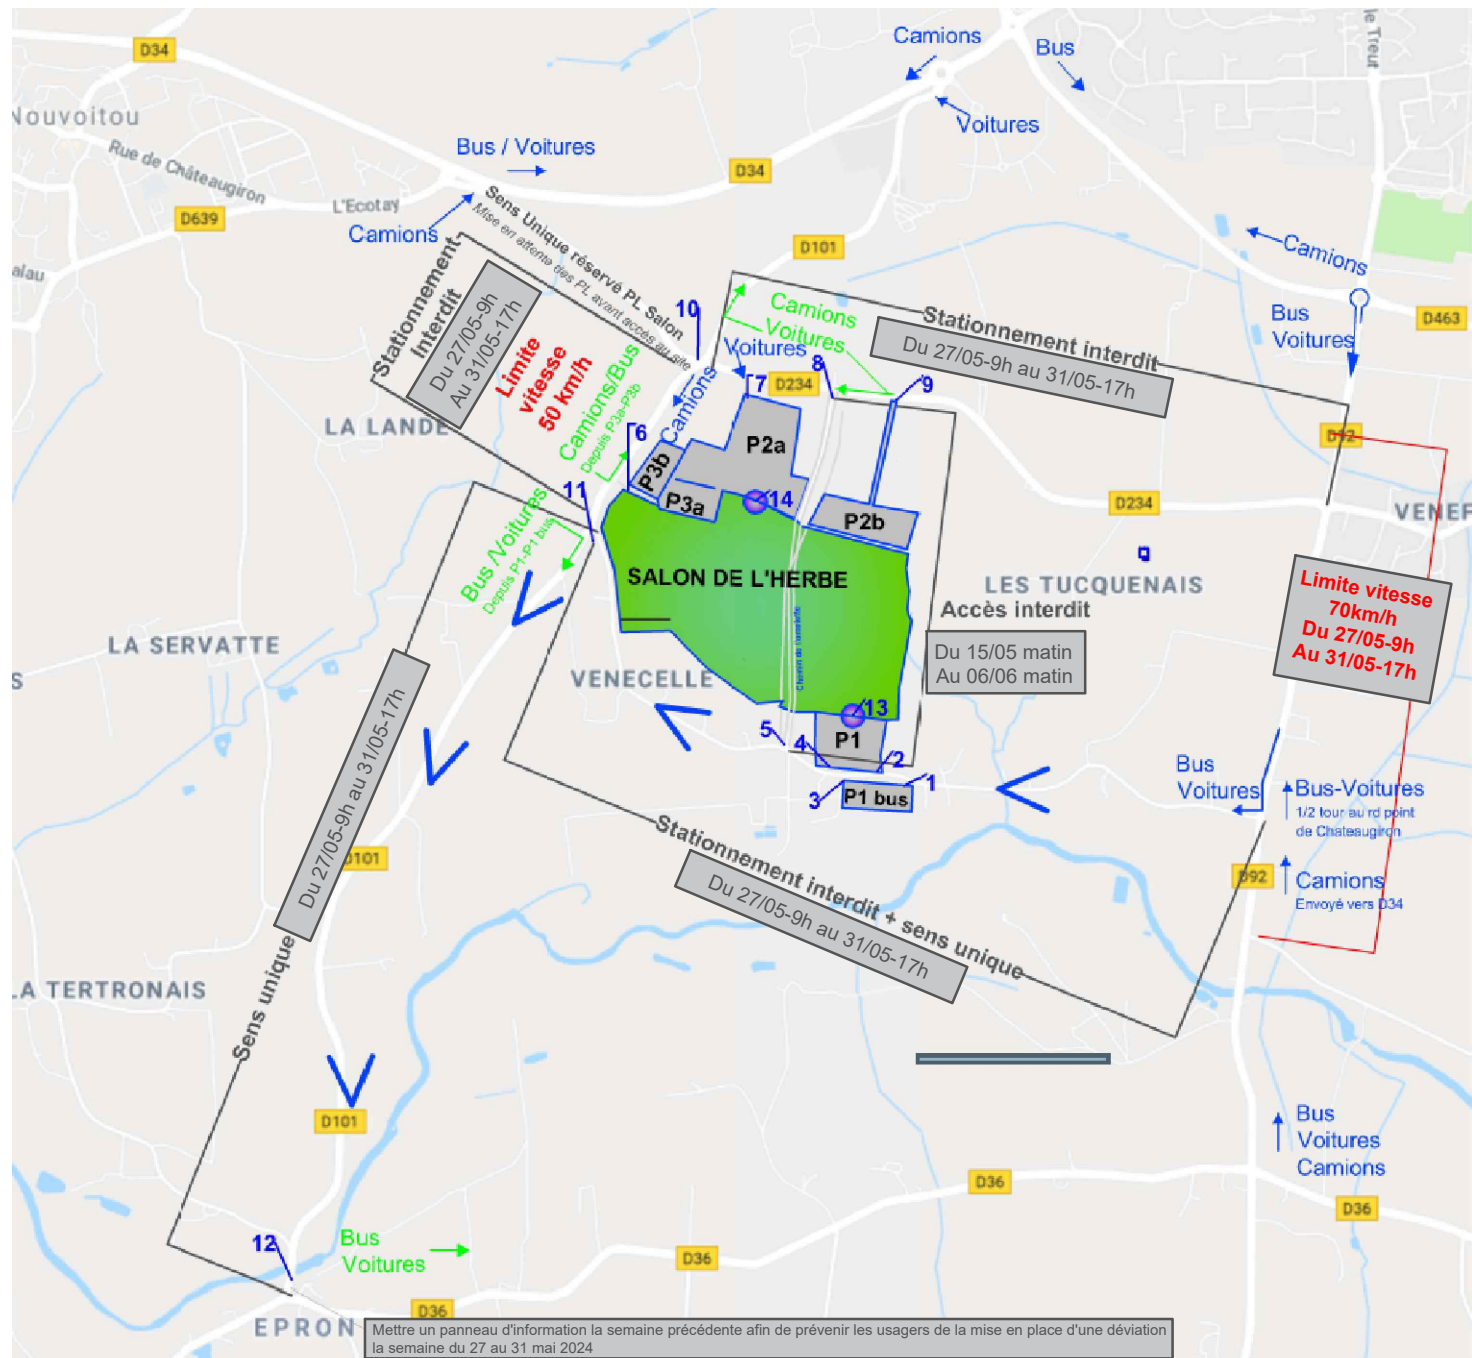 D34
Camions
Bus
le Treut
Nouvoitou
Voitures
Rue de Châteaugiron
Bus / Voitures
D34
L'Ecotay
D639
Camions
Sens Unique réservé PL Salon
Mise en attente des PL avant accès au site
D101
Camions
alau
Stationnement
Interdit
Du 27/05-9h
Au 31/05-17h
Limite
vitesse
50 km/h
10
Camions
Voitures
Stationnement interdit
Du 27/05-9h au 31/05-17h
Bus
Voitures
D463
Voitures
7
D234
8
9
Camions/Bus
Depuis P3a-P3b
Camions
6
LA LANDE
P3b
P2a
P3a
14
P2b
D92
D234
VENEF
11
Bus /Voitures
Depuis P1-P1 bus
SALON DE L'HERBE
LES TUCQUENAIS
Accès interdit
Du 15/05 matin
Au 06/06 matin
Limite vitesse
70km/h
Du 27/05-9h
Au 31/05-17h
LA SERVATTE
S
VENECELLE
13
P1
5
4
2
1
3
P1 bus
Bus
Voitures
Bus-Voitures
1/2 tour au rd point
de Chateaugiron
Du 27/05-9h au 31/05-17h
Sens unique
D101
Stationnement interdit + sens unique
Du 27/05-9h au 31/05-17h
D92
Camions
Envoyé vers D34
LA TERTRONAIS
D101
Bus
Voitures
Camions
D36
D36
12
Bus
Voitures
D36
D36
EPRON
Mettre un panneau d'information la semaine précédente afin de prévenir les usagers de la mise en place d'une déviation
la semaine du 27 au 31 mai 2024